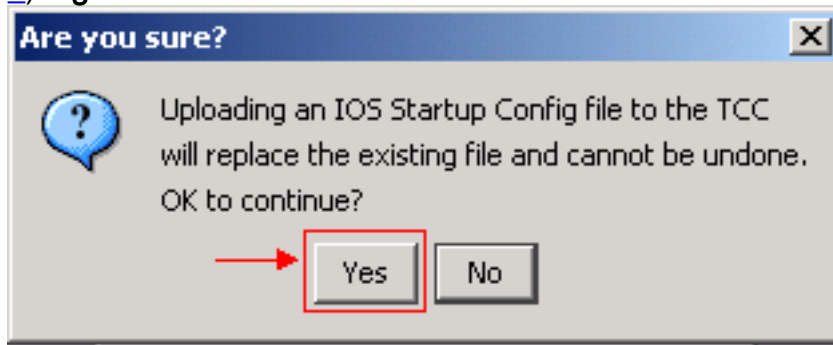 Are you sure?
Uploading an IOS Startup Config file to the TCC
will replace the existing file and cannot be undone.
OK to continue?
Yes No